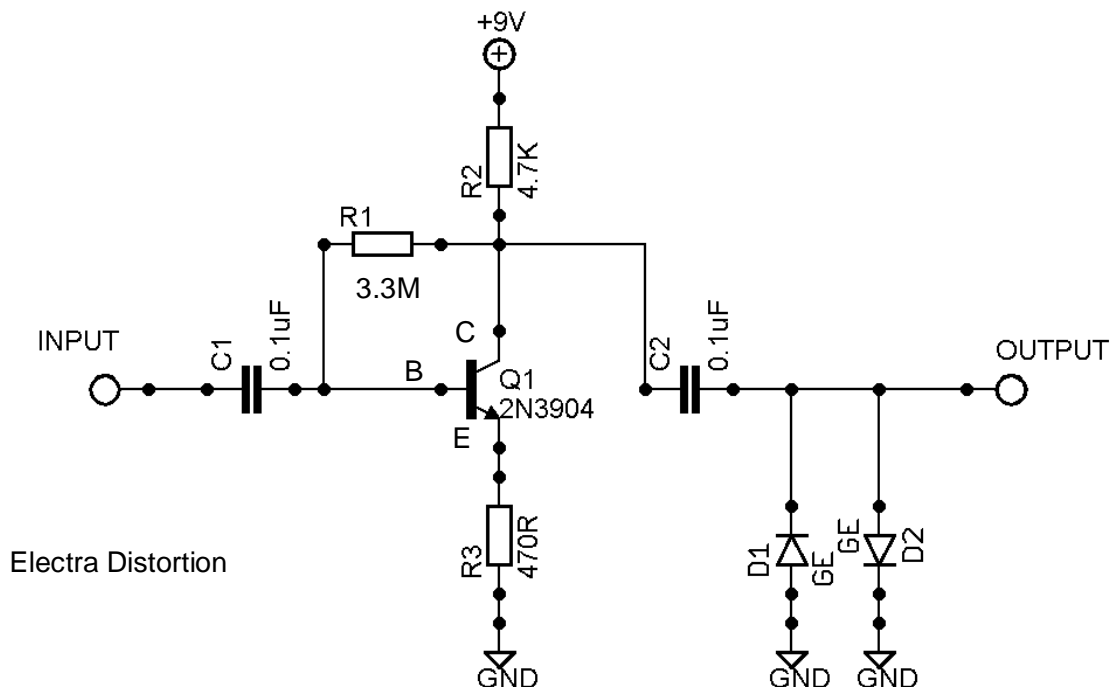 +9V
R2
4.7K
R1
3.3M
C1
0.1uF
INPUT
C
B
Q1
2N3904
E
C2
0.1uF
OUTPUT
R3
470R
Electra Distortion
D1
GE
GE
D2
GND
GND
GND